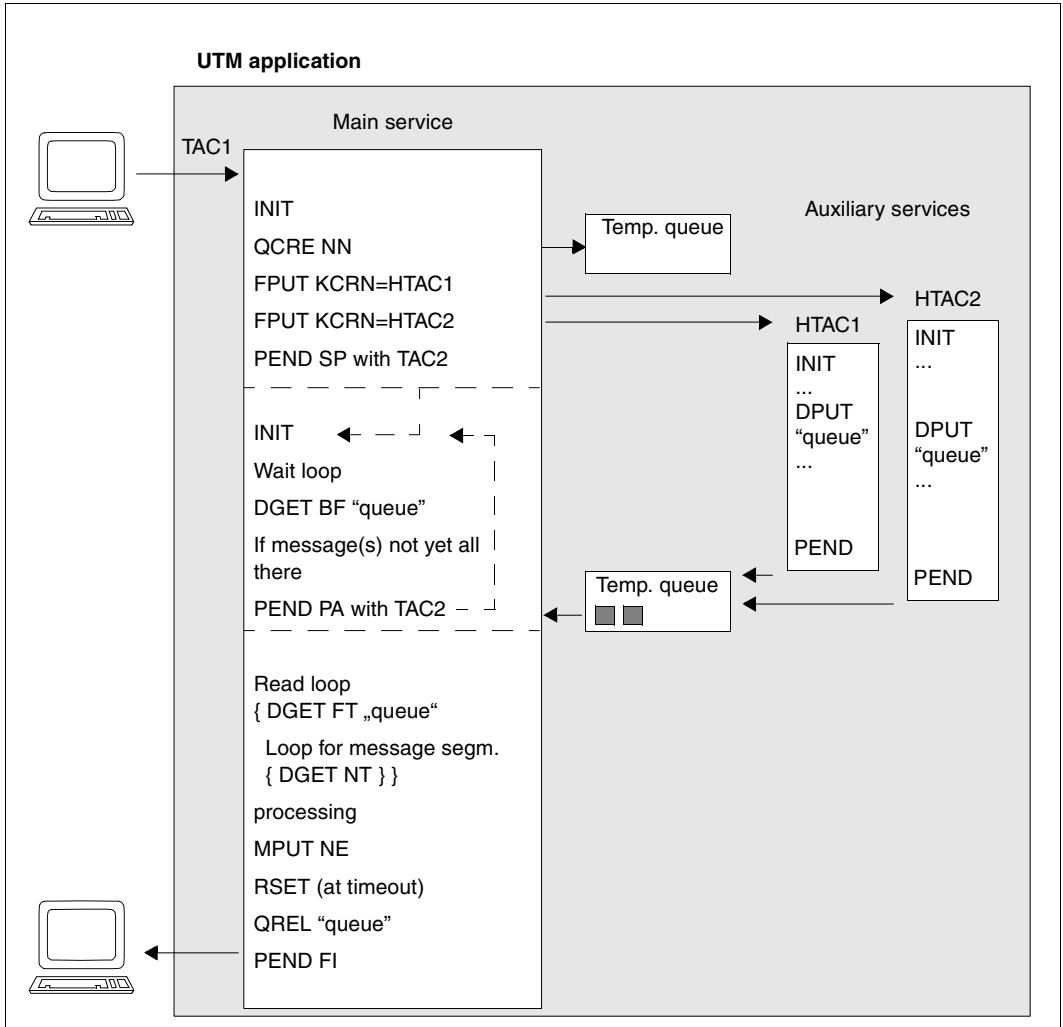 UTM application
Main service
TAC1
INIT
QCRE NN
FPUT KCRN=HTAC1
FPUT KCRN=HTAC2
PEND SP with TAC2
INIT
Wait loop
DGET BF “queue”
If message(s) not yet all
there
PEND PA with TAC2
Read loop
{ DGET FT „queue“
Loop for message segm.
{ DGET NT } }
processing
MPUT NE
RSET (at timeout)
QREL “queue”
PEND FI
Temp. queue
Temp. queue
Auxiliary services
HTAC1
INIT
...
DPUT
“queue”
...
PEND
HTAC2
INIT
...
DPUT
“queue”
...
PEND